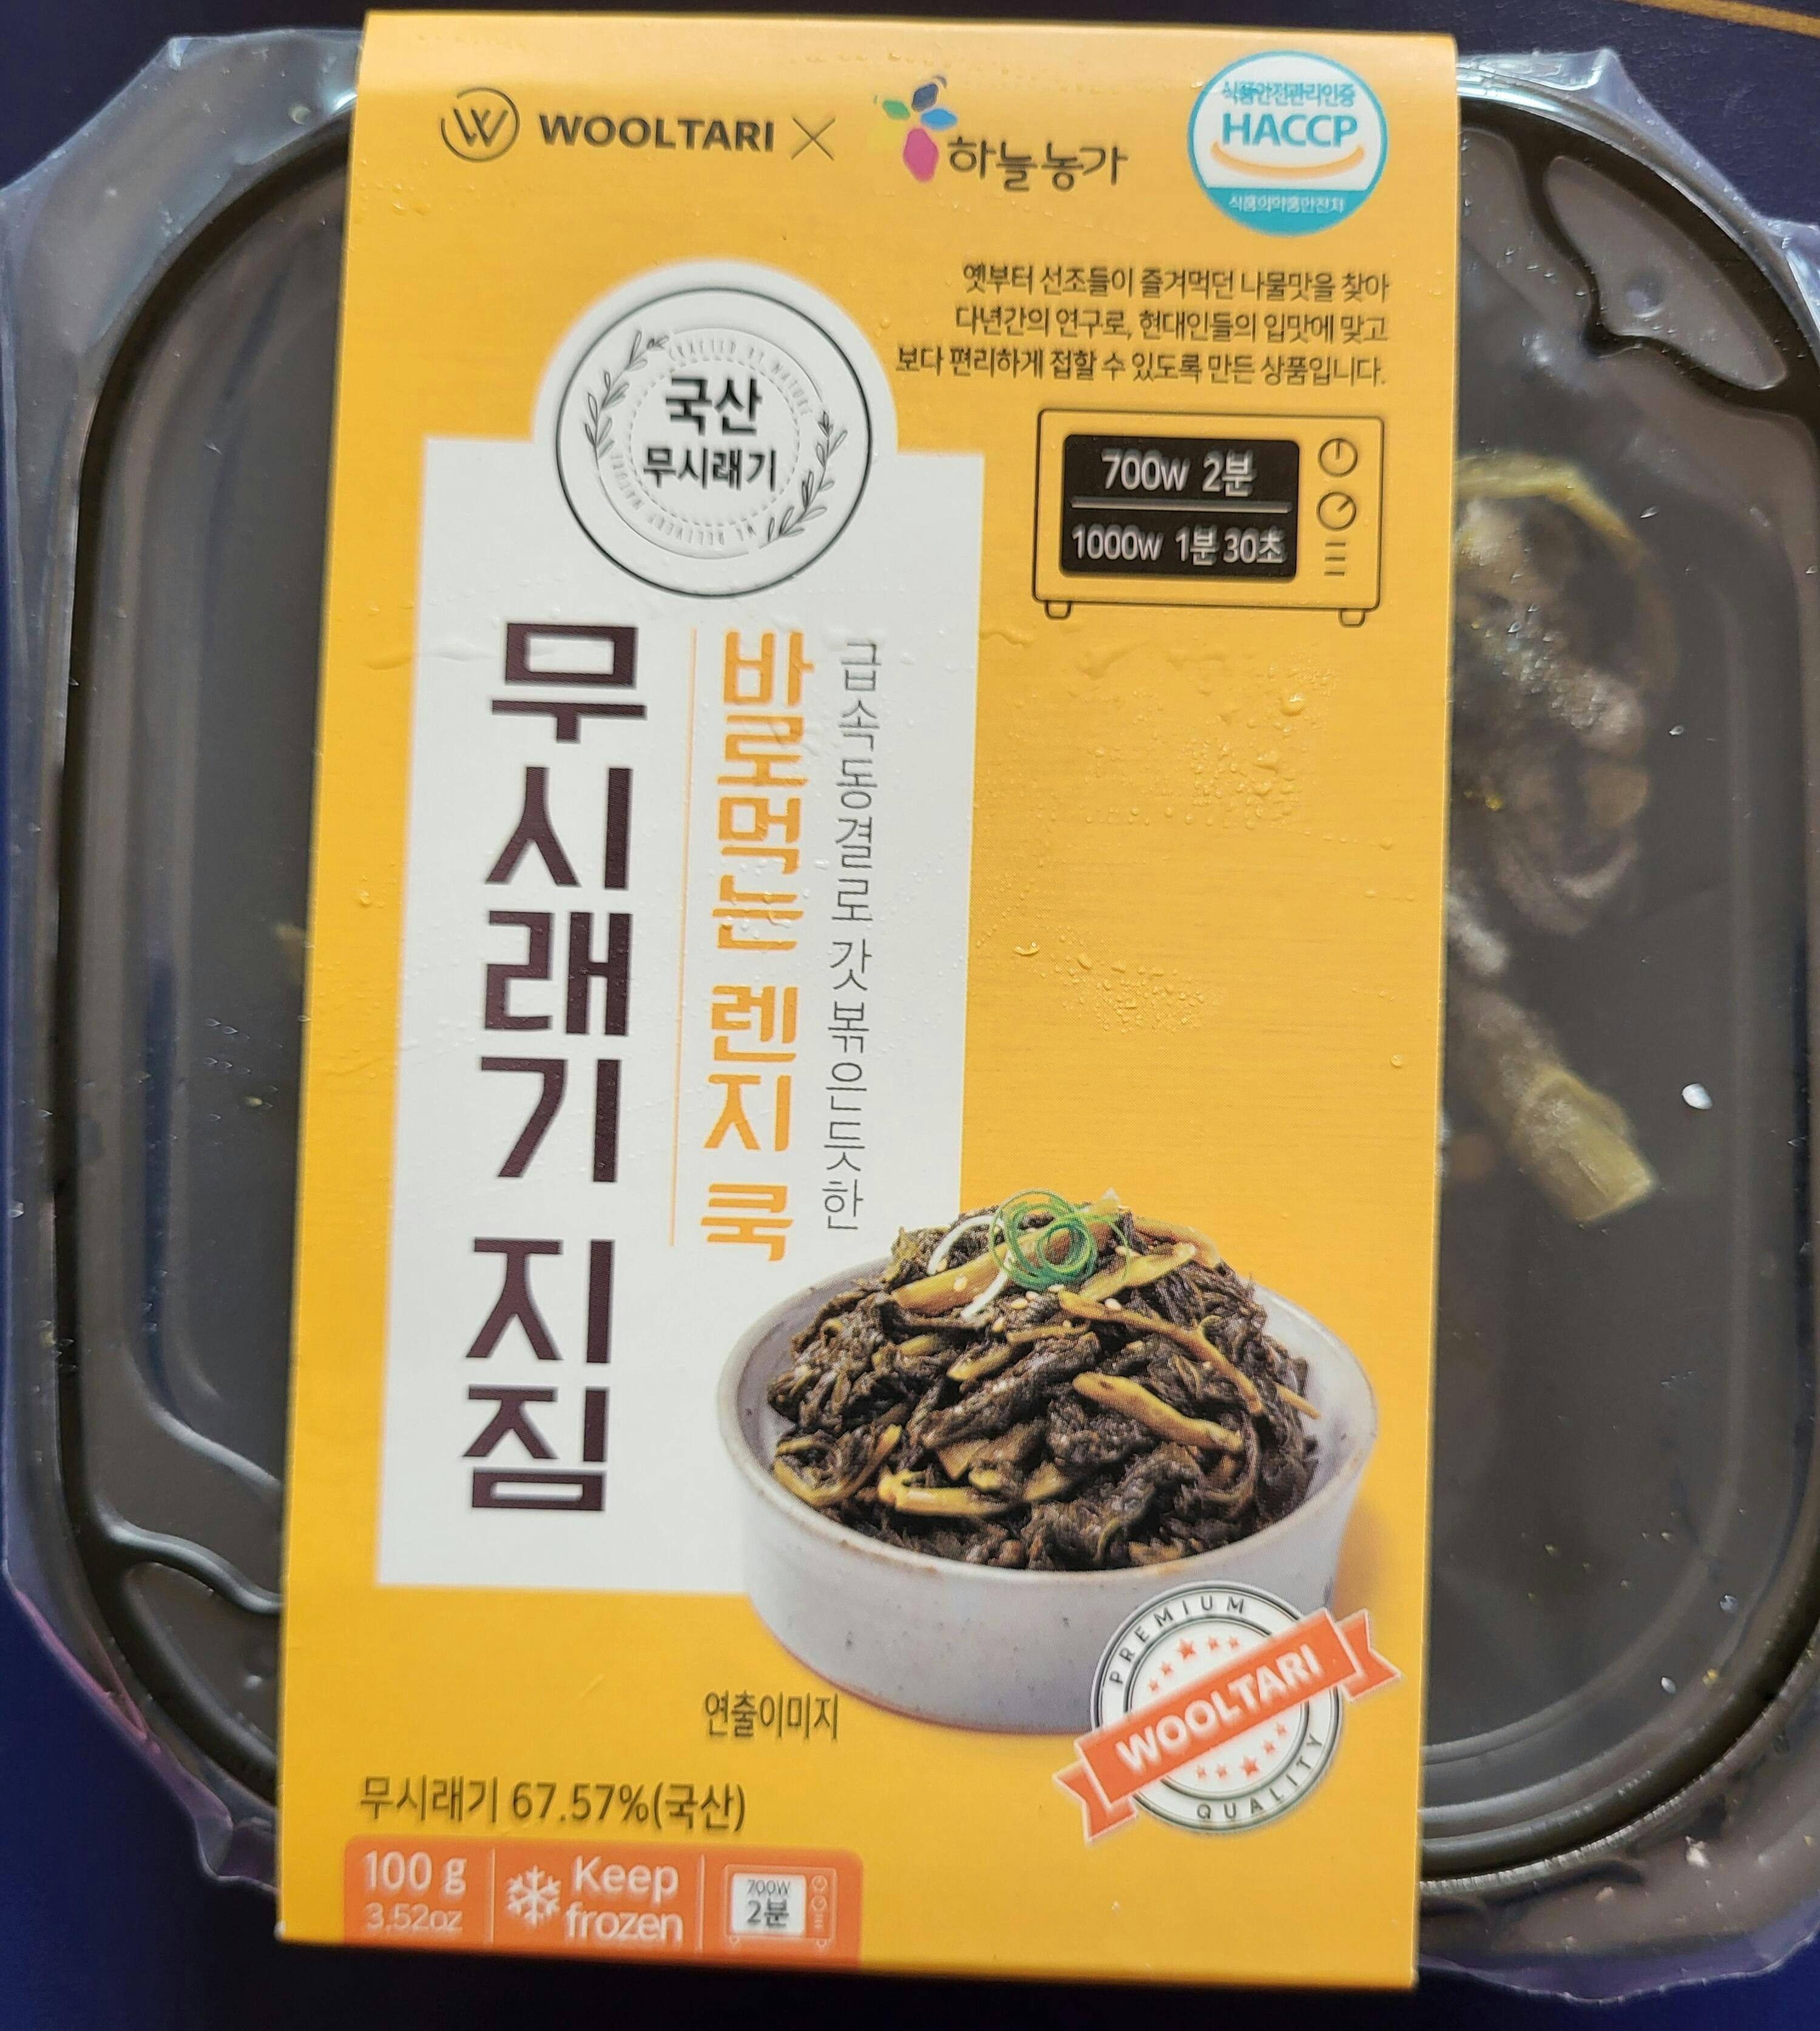 WOOLTARI X 하늘농가
식품안전관리인증
HACCP
식품의약품안전처
옛부터 선조들이 즐겨먹던 나물맛을 찾아
다년간의 연구로, 현대인들의 입맛에 맞고
보다 편리하게 접할 수 있도록 만든 상품입니다.
국산
무시래기
700w 2분
1000w 1분 30초
급속동결로 갓 볶은듯한
바로먹는 렌지 쿡
무시래기 지짐
PREMIUM
WOOLTARI
QUALITY
연출이미지
무시래기 67.57%(국산)
100 g
3.52oz
Keep
frozen
700W
2분